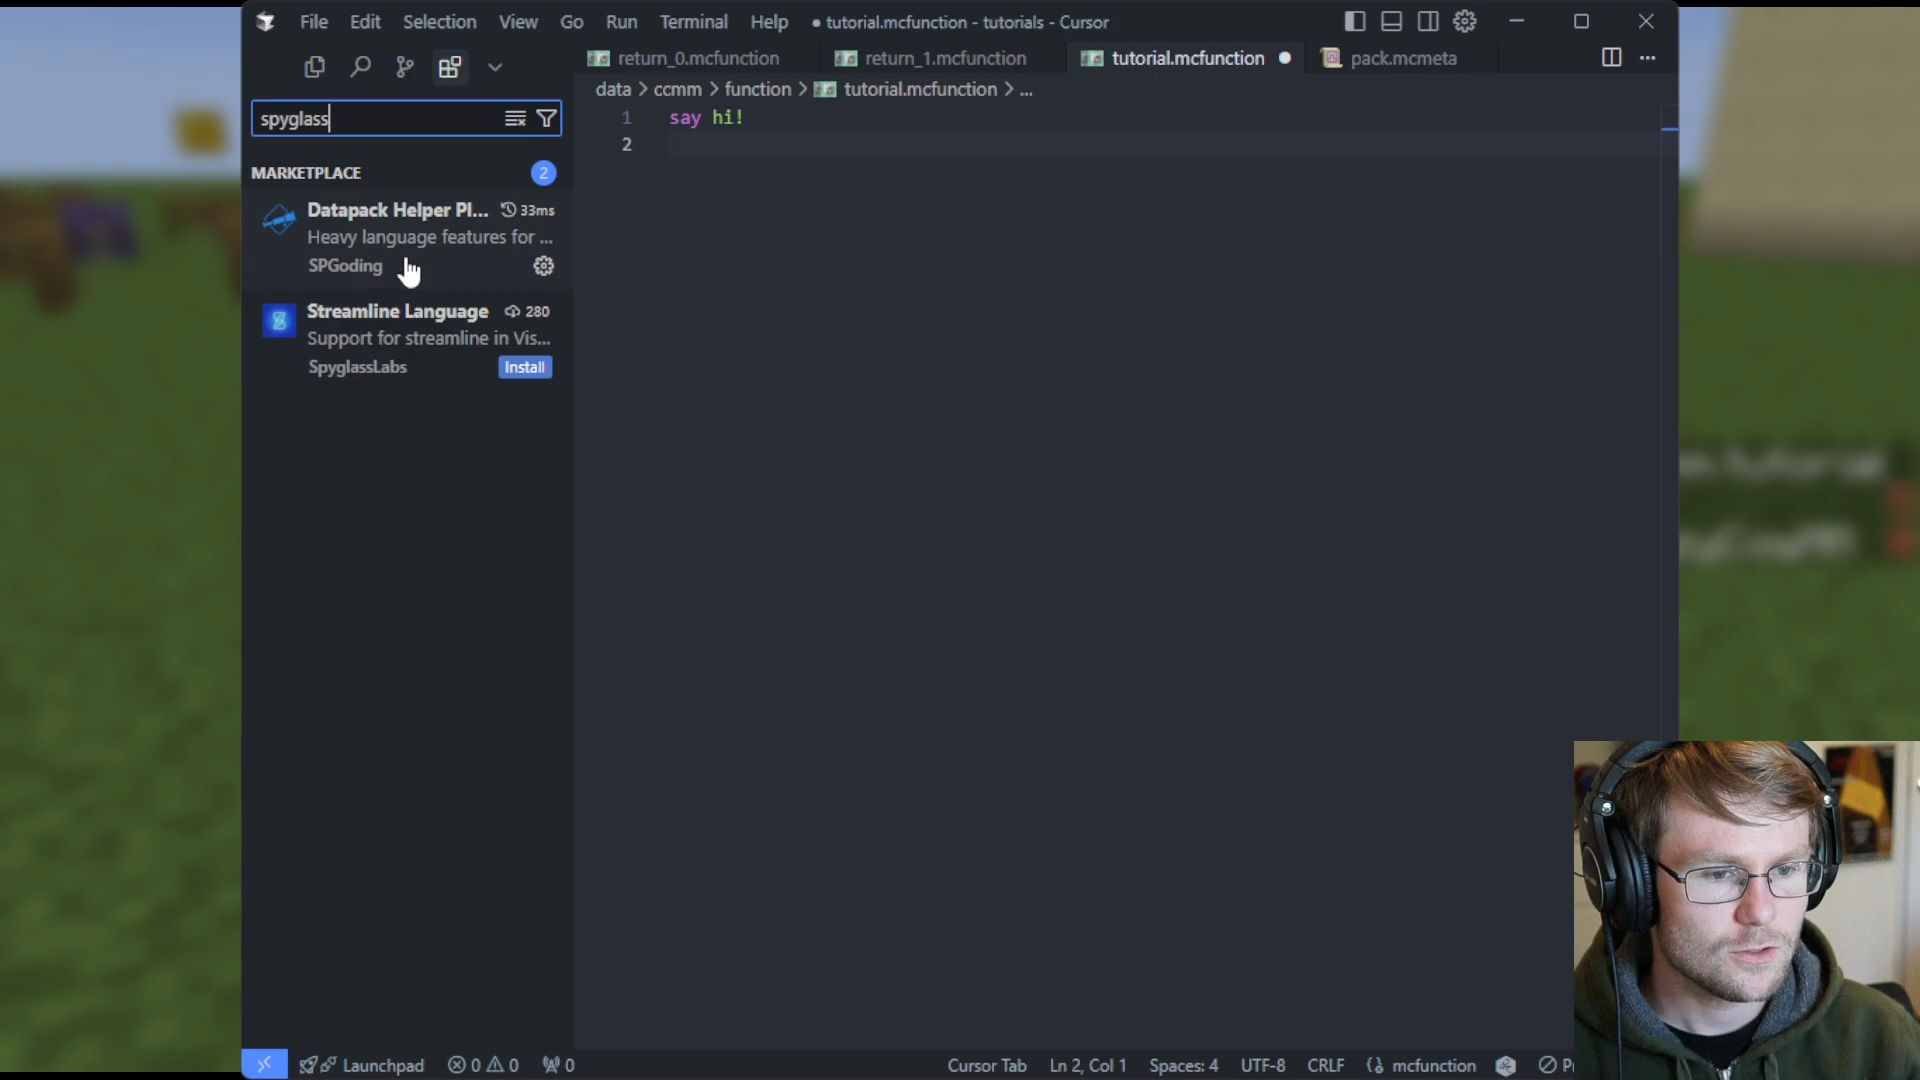 File Edit Selection View Go Run Terminal Help
tutorial.mcfunction - tutorials - Cursor
return_0.mcfunction
return_1.mcfunction
tutorial.mcfunction
pack.mcmeta
data > ccmm > function > tutorial.mcfunction > ...
spyglass
MARKETPLACE 2
Datapack Helper Pl... 33ms
Heavy language features for ...
SPGoding
Streamline Language 280
Support for streamline in Vis...
SpyglassLabs Install
1 say hi!
2
Launchpad 0 0 0
Cursor Tab Ln 2, Col 1 Spaces: 4 UTF-8 CRLF mcfunction